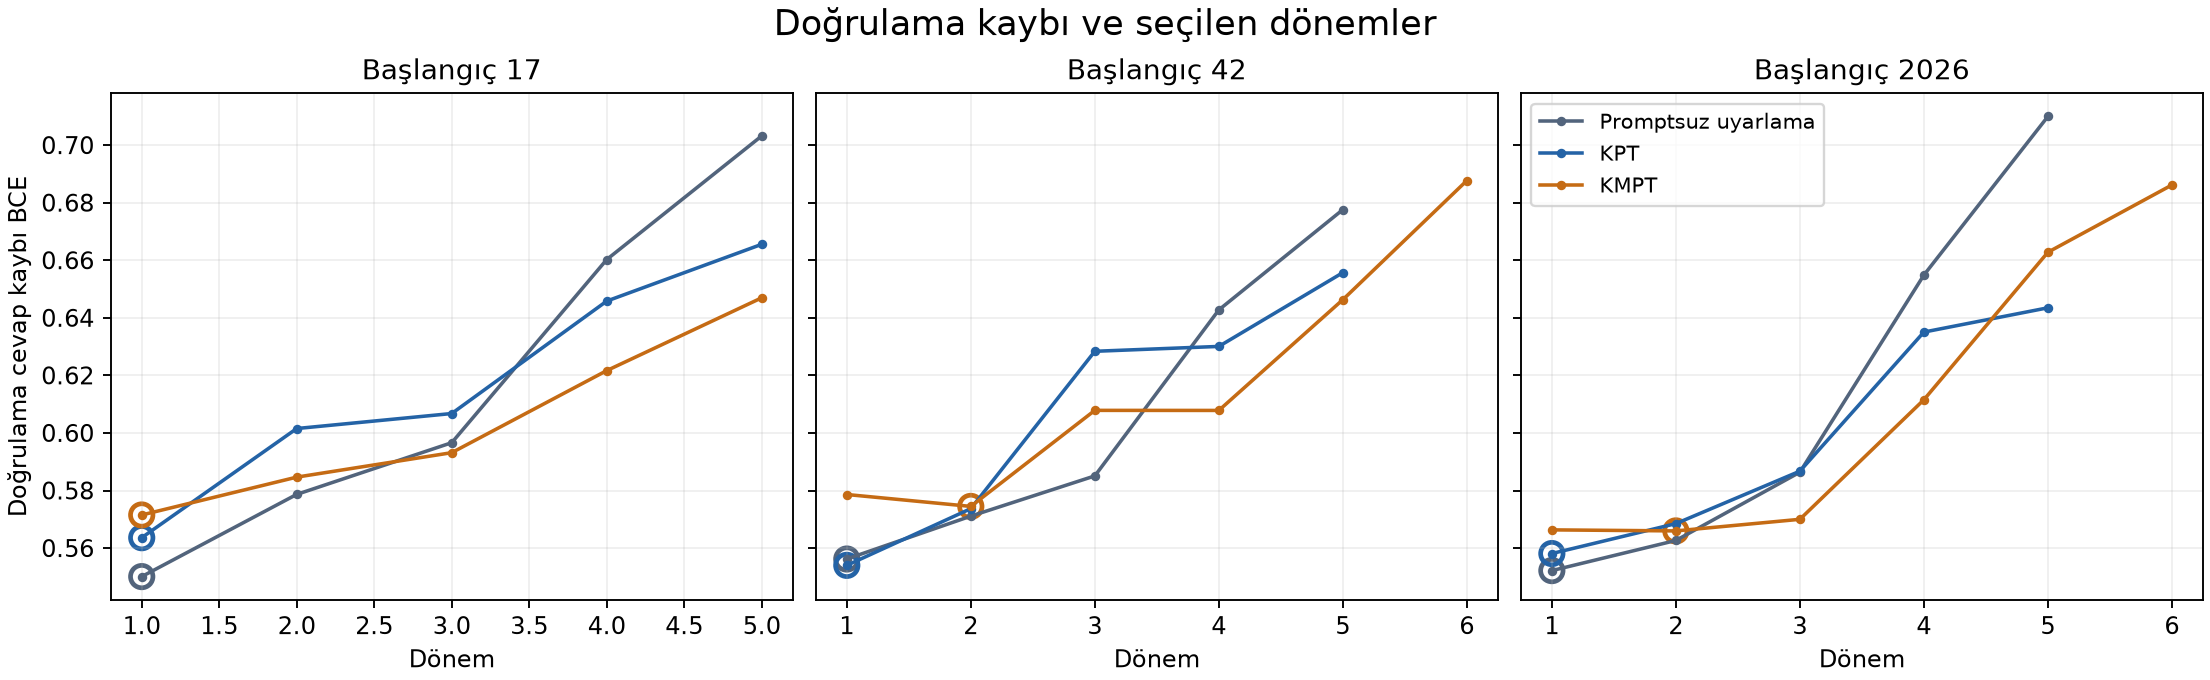 Doğrulama kaybı ve seçilen dönemler
Başlangıç 17
Başlangıç 42
Başlangıç 2026
Doğrulama cevap kaybı BCE
0.70
0.68
0.66
0.64
0.62
0.60
0.58
0.56
Promptsuz uyarlama
KPT
KMPT
1.0 1.5 2.0 2.5 3.0 3.5 4.0 4.5 5.0
1 2 3 4 5 6
1 2 3 4 5 6
Dönem
Dönem
Dönem